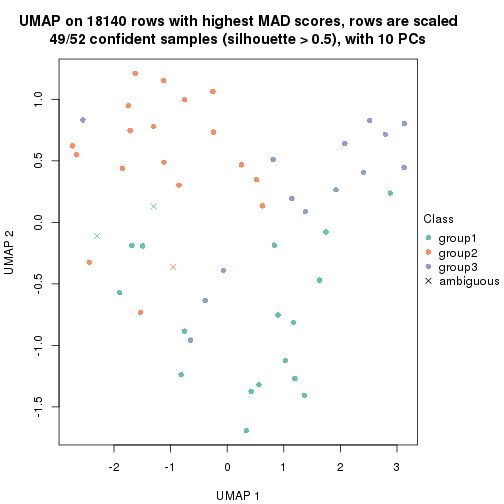 UMAP on 18140 rows with highest MAD scores, rows are scaled
49/52 confident samples (silhouette > 0.5), with 10 PCs
1.0
0.5
0.0
-0.5
-1.0
-1.5
UMAP 2
Class
group1
group2
group3
ambiguous
-2
-1
0
1
2
3
UMAP 1